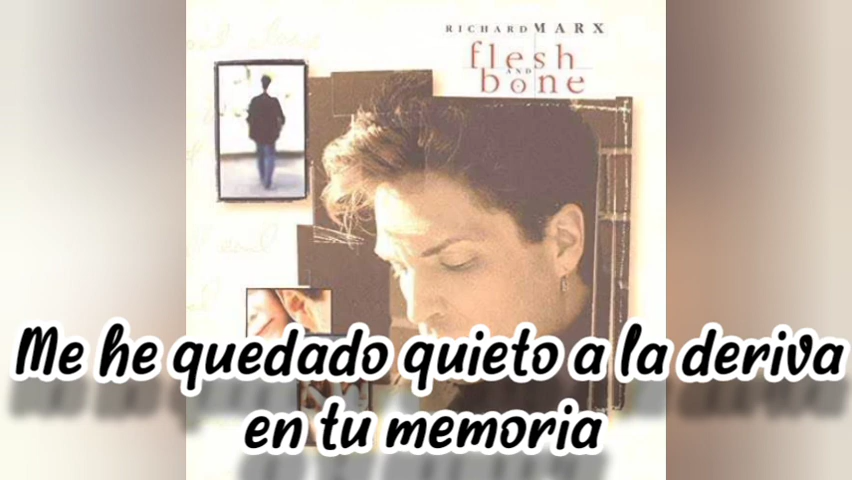 RICHARD MARX
flesh
AND
bone
Me he quedado quieto a la deriva
en tu memoria